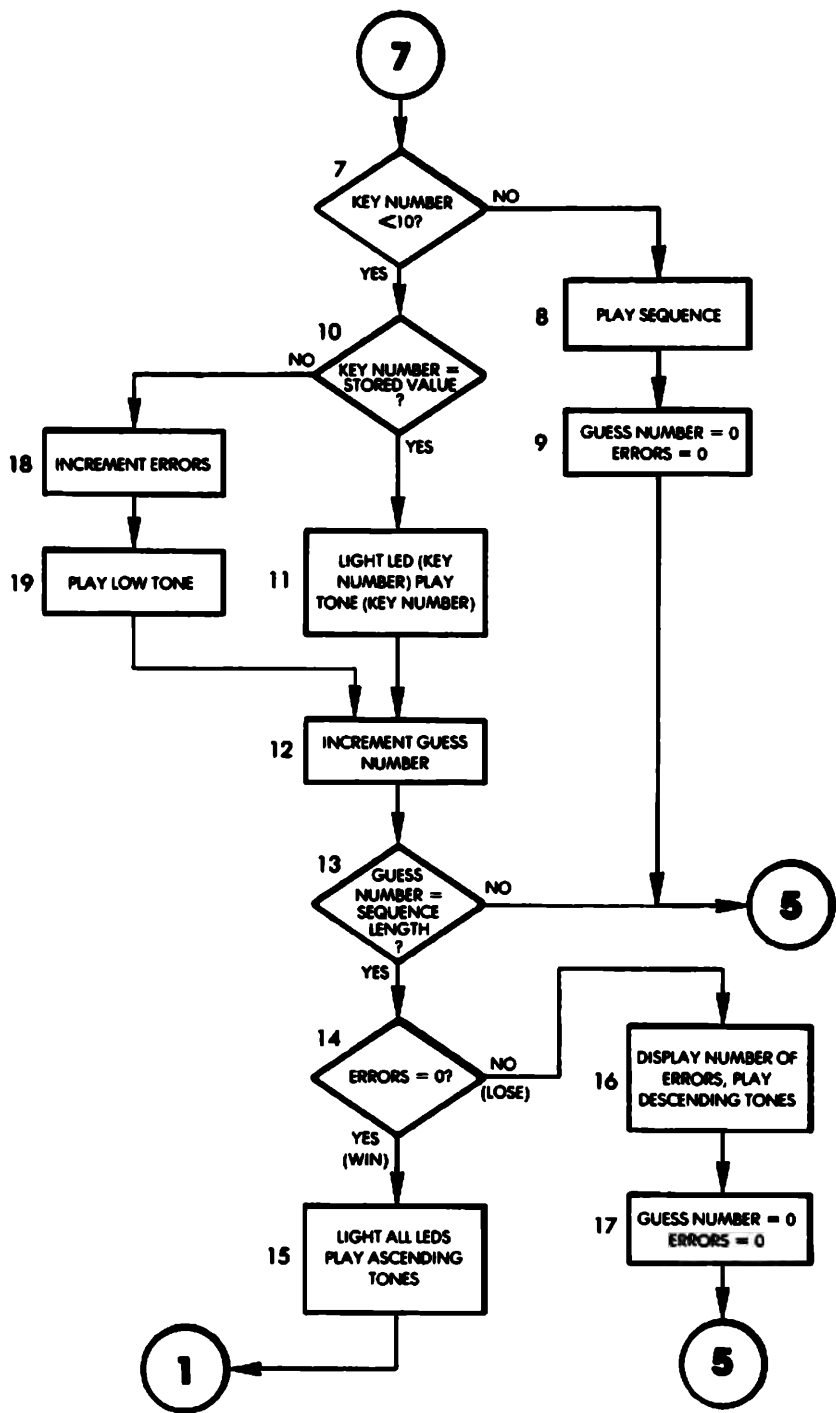 7
7
KEY NUMBER
<10?
NO
YES
8
PLAY SEQUENCE
10
NO
KEY NUMBER =
STORED VALUE
?
YES
9
GUESS NUMBER = 0
ERRORS = 0
18
INCREMENT ERRORS
11
LIGHT LED (KEY
NUMBER) PLAY
TONE (KEY NUMBER)
19
PLAY LOW TONE
12
INCREMENT GUESS
NUMBER
13
GUESS
NUMBER =
SEQUENCE
LENGTH
?
NO
5
YES
14
ERRORS = 0?
NO
(LOSE)
16
DISPLAY NUMBER OF
ERRORS, PLAY
DESCENDING TONES
YES
(WIN)
17
GUESS NUMBER = 0
ERRORS = 0
15
LIGHT ALL LEDS
PLAY ASCENDING
TONES
1
5